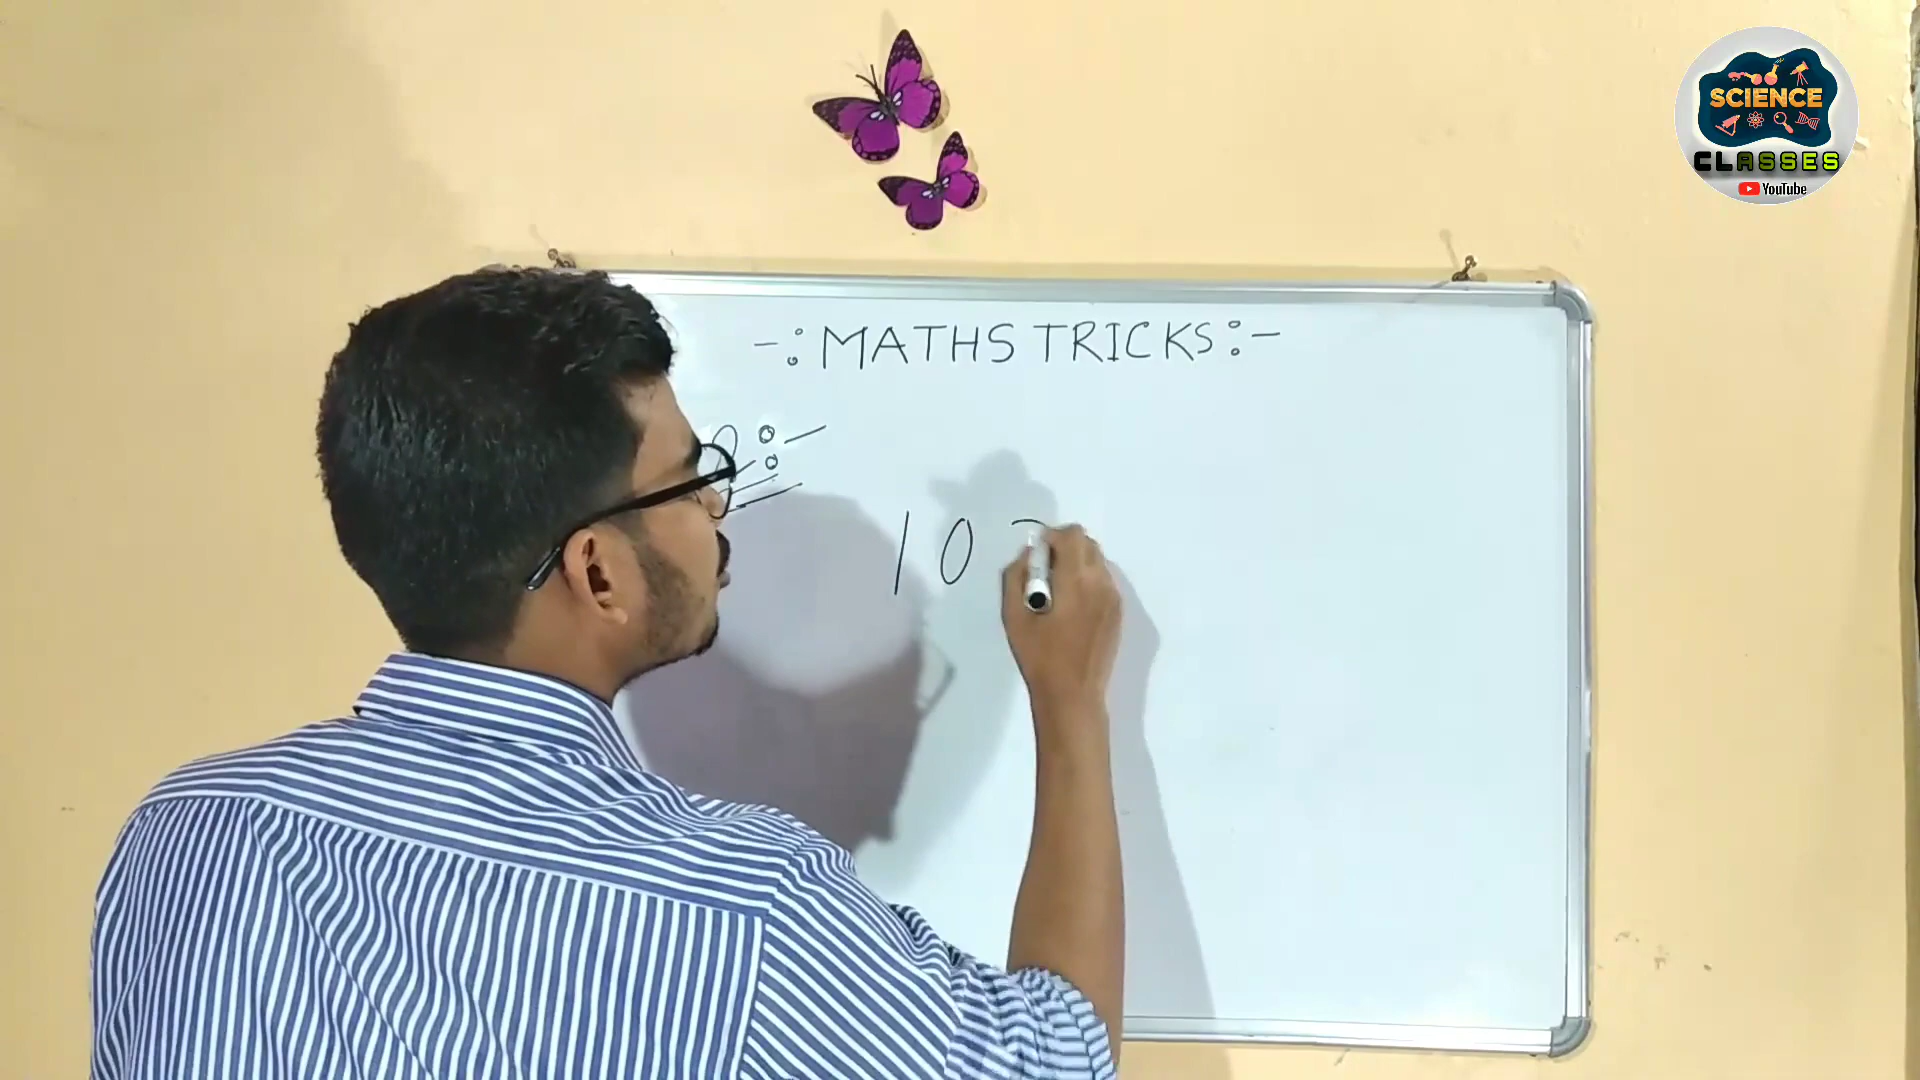 SCIENCE
CLASSES
YouTube
-: MATHS TRICKS :-
10